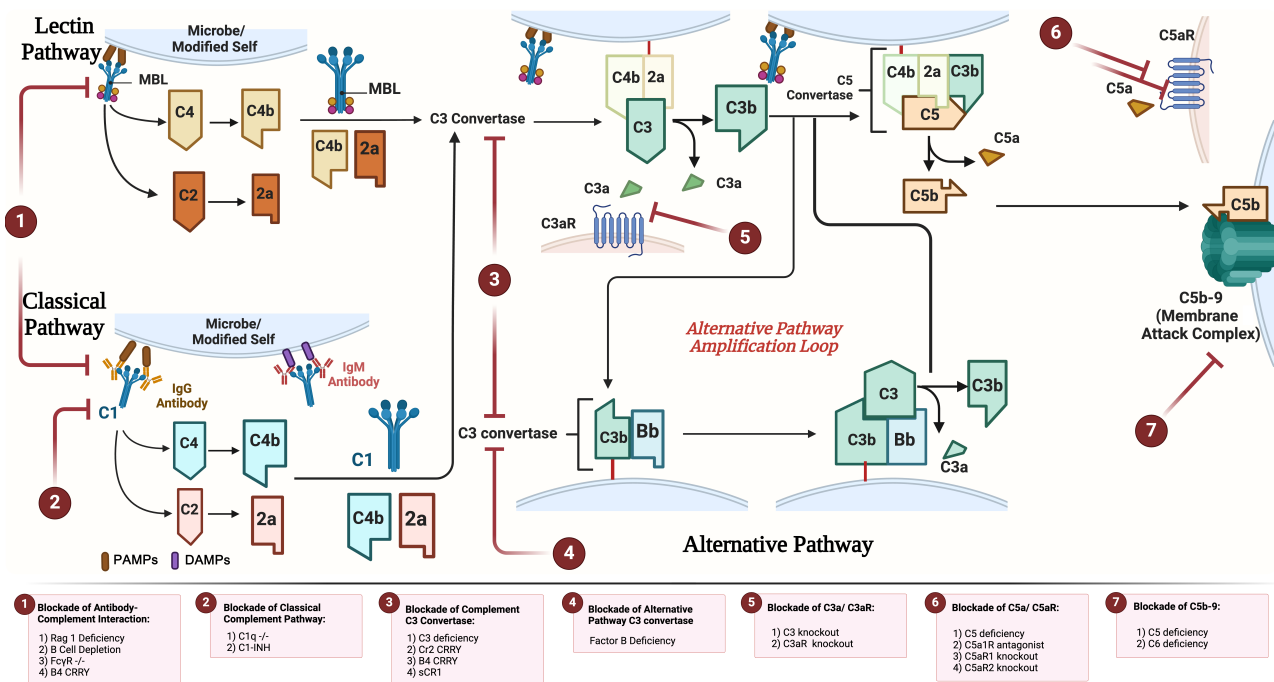 Lectin
Pathway
Microbe/
Modified Self
MBL
C4
C4b
C2
2a
MBL
C4b
2a
C3 Convertase
C4b
2a
C3
C3b
C3a
C3a
C3aR
5
C5
Convertase
C4b
2a
C3b
C5
C5a
C5b
6
C5aR
C5a
C5b
C5b-9
(Membrane
Attack Complex)
7
1
3
Classical
Pathway
Microbe/
Modified Self
IgG
Antibody
IgM
Antibody
C1
C4
C4b
C2
2a
C1
C4b
2a
2
PAMPs
DAMPs
Alternative Pathway
Amplification Loop
C3 convertase
C3b
Bb
C3
C3b
Bb
C3b
C3a
4
Alternative Pathway
1
Blockade of Antibody-
Complement Interaction:
1) Rag 1 Deficiency
2) B Cell Depletion
3) FcγR -/-
4) B4 CRRY
2
Blockade of Classical
Complement Pathway:
1) C1q -/-
2) C1-INH
3
Blockade of Complement
C3 Convertase:
1) C3 deficiency
2) Cr2 CRRY
3) B4 CRRY
4) sCR1
4
Blockade of Alternative
Pathway C3 convertase
Factor B Deficiency
5
Blockade of C3a/ C3aR:
1) C3 knockout
2) C3aR knockout
6
Blockade of C5a/ C5aR:
1) C5 deficiency
2) C5a1R antagonist
3) C5aR1 knockout
4) C5aR2 knockout
7
Blockade of C5b-9:
1) C5 deficiency
2) C6 deficiency